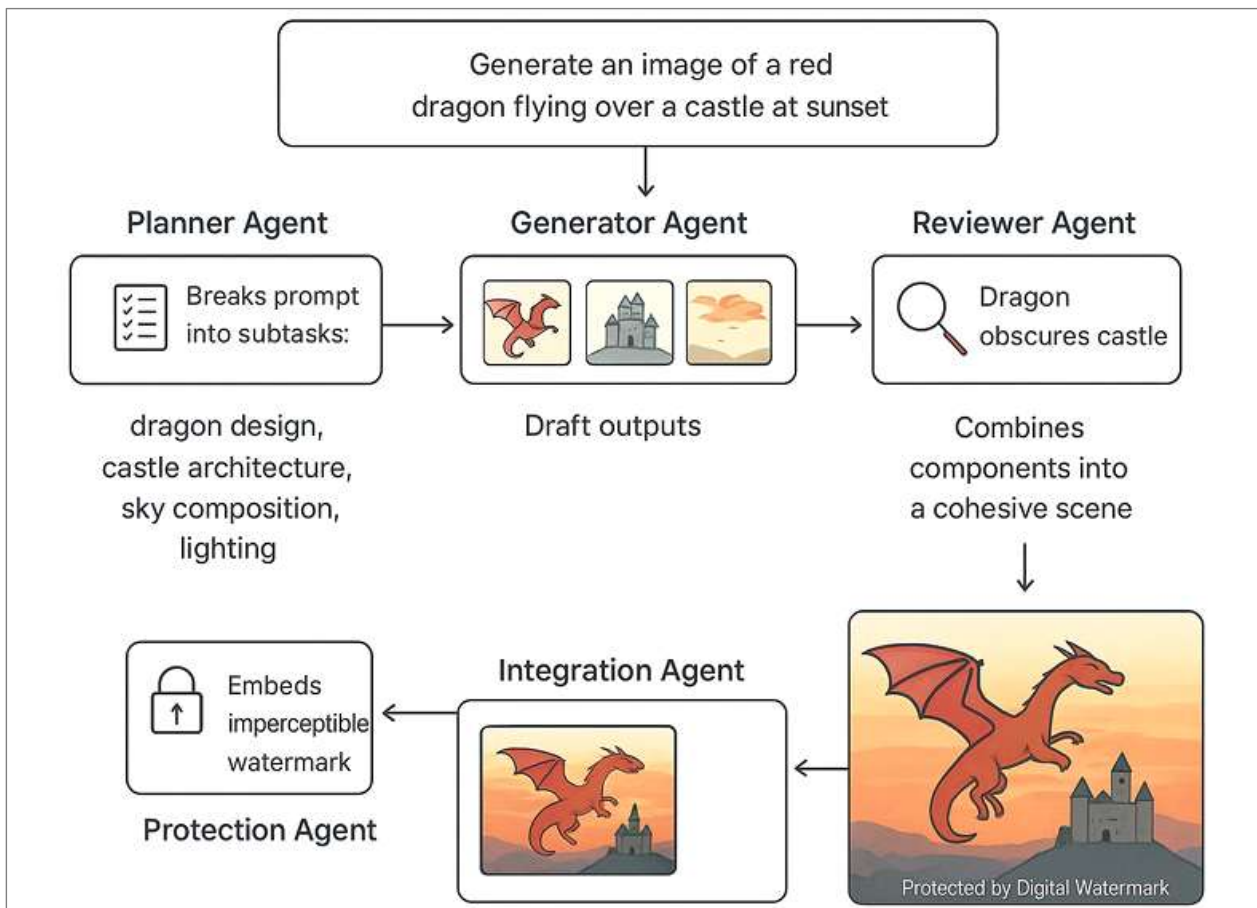 Generate an image of a red
dragon flying over a castle at sunset
Planner Agent
Breaks prompt
into subtasks:
dragon design,
castle architecture,
sky composition,
lighting
Generator Agent
Draft outputs
Reviewer Agent
Dragon
obscures castle
Combines
components into
a cohesive scene
Protected by Digital Watermark
Integration Agent
Embeds
imperceptible
watermark
Protection Agent